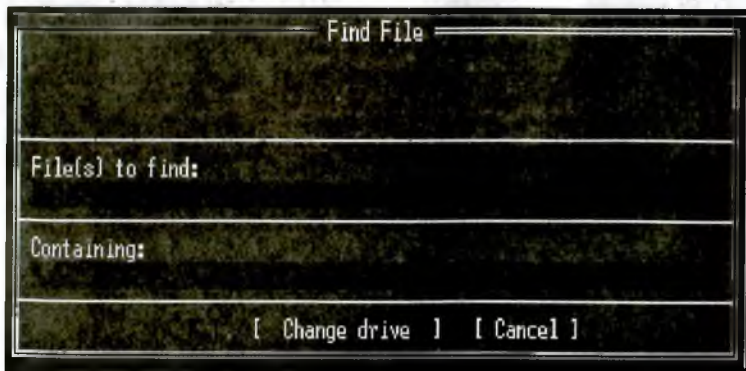 Find File
File(s) to find:
Containing:
[ Change drive ] [ Cancel ]